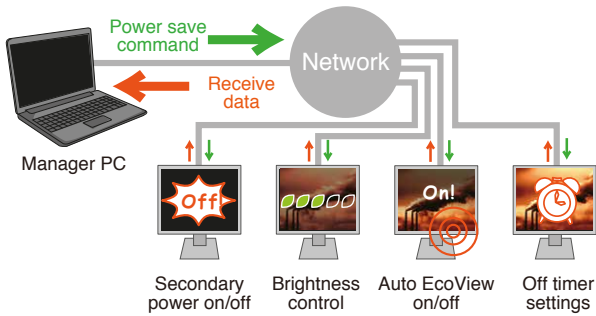 Power save
command
Network
Receive
data
Manager PC
Off!
On!
Secondary
power on/off
Brightness
control
Auto EcoView
on/off
Off timer
settings